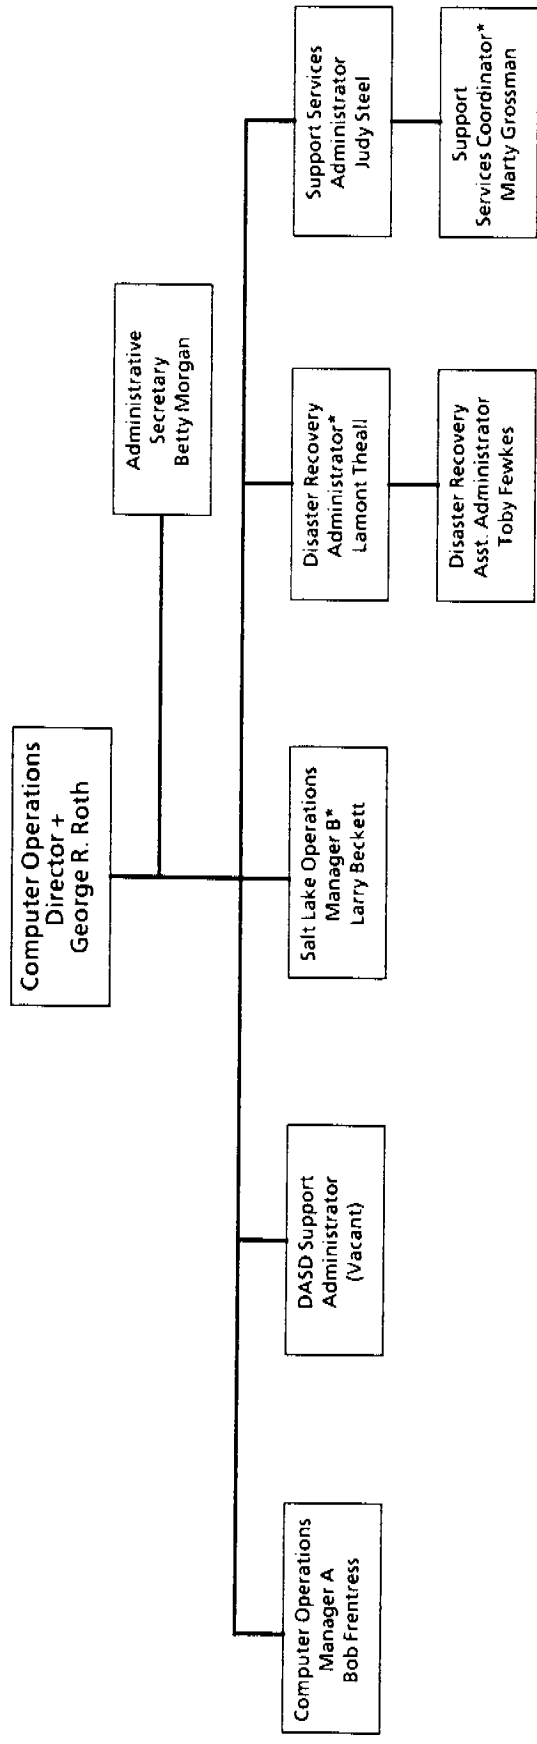 Computer Operations
Director +
George R. Roth
Administrative
Secretary
Betty Morgan
Computer Operations
Manager A
Bob Frentress
DASD Support
Administrator
(Vacant)
Salt Lake Operations
Manager B*
Larry Beckett
Disaster Recovery
Administrator*
Lamont Theall
Support Services
Administrator
Judy Steel
Disaster Recovery
Asst. Administrator
Toby Fewkes
Support
Services Coordinator*
Marty Grossman